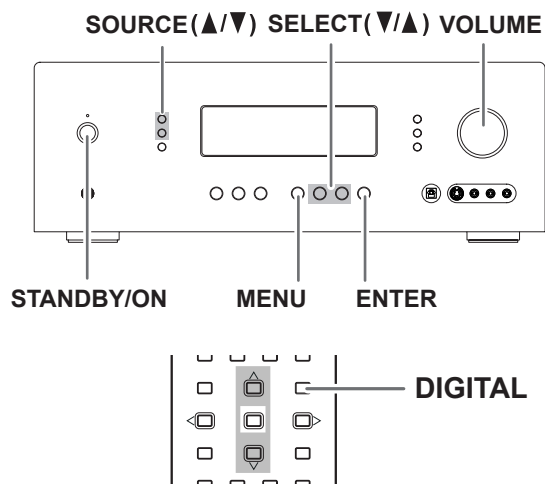 SOURCE(▲/▼) SELECT(▼/▲) VOLUME
STANDBY/ON MENU ENTER
DIGITAL